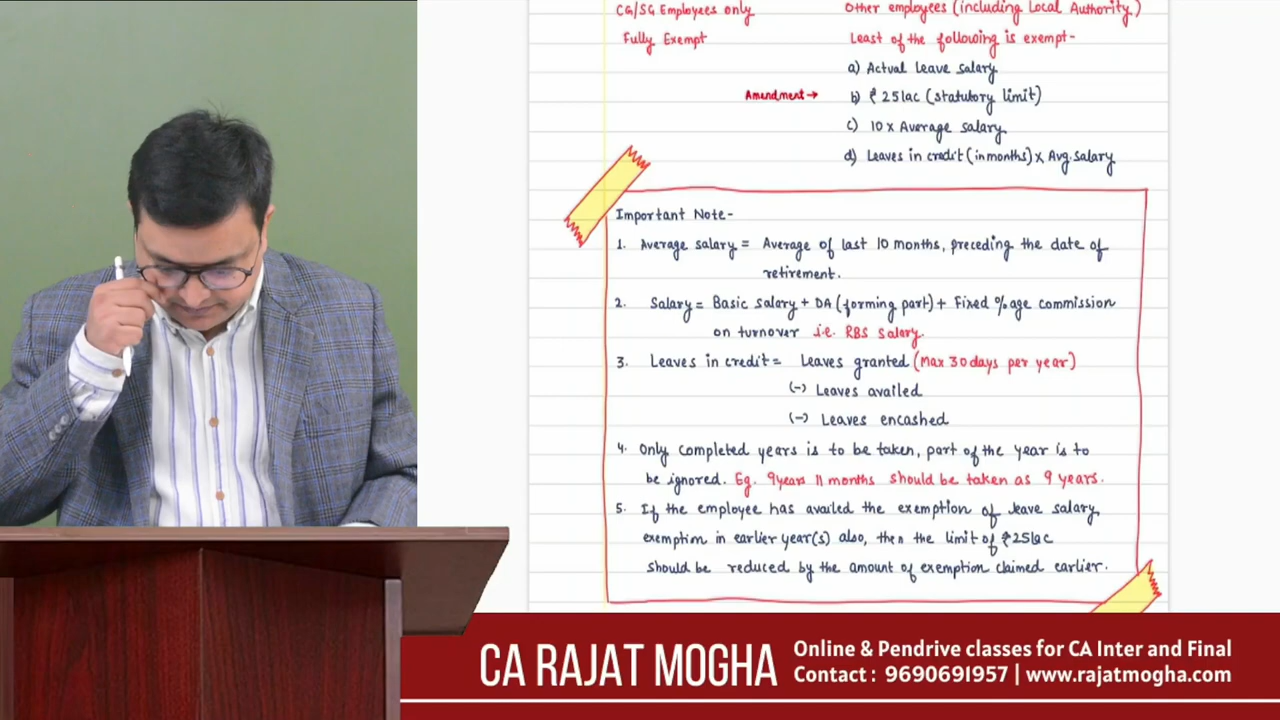 CG/SG Employees only
Other employees (including Local Authority.)
Fully Exempt
Least of the following is exempt-
a) Actual Leave salary
Amendment → b) ₹ 25 lac (statutory limit)
c) 10 x Average salary
d) Leaves in credit (in months) x Avg. salary
Important Note-
1. Average salary = Average of last 10 months, preceding the date of
retirement.
2. Salary = Basic salary + DA (forming part) + Fixed %age commission
on turnover i.e. RBS salary.
3. Leaves in credit = Leaves granted (Max 30 days per year)
(-) Leaves availed
(-) Leaves encashed
4. Only completed years is to be taken, part of the year is to
be ignored. Eg. 9years 11 months should be taken as 9 years.
5. If the employee has availed the exemption of leave salary
exemption in earlier year(s) also, then the limit of ₹25lac
should be reduced by the amount of exemption claimed earlier.
CA RAJAT MOGHA
Online & Pendrive classes for CA Inter and Final
Contact : 9690691957 | www.rajatmogha.com